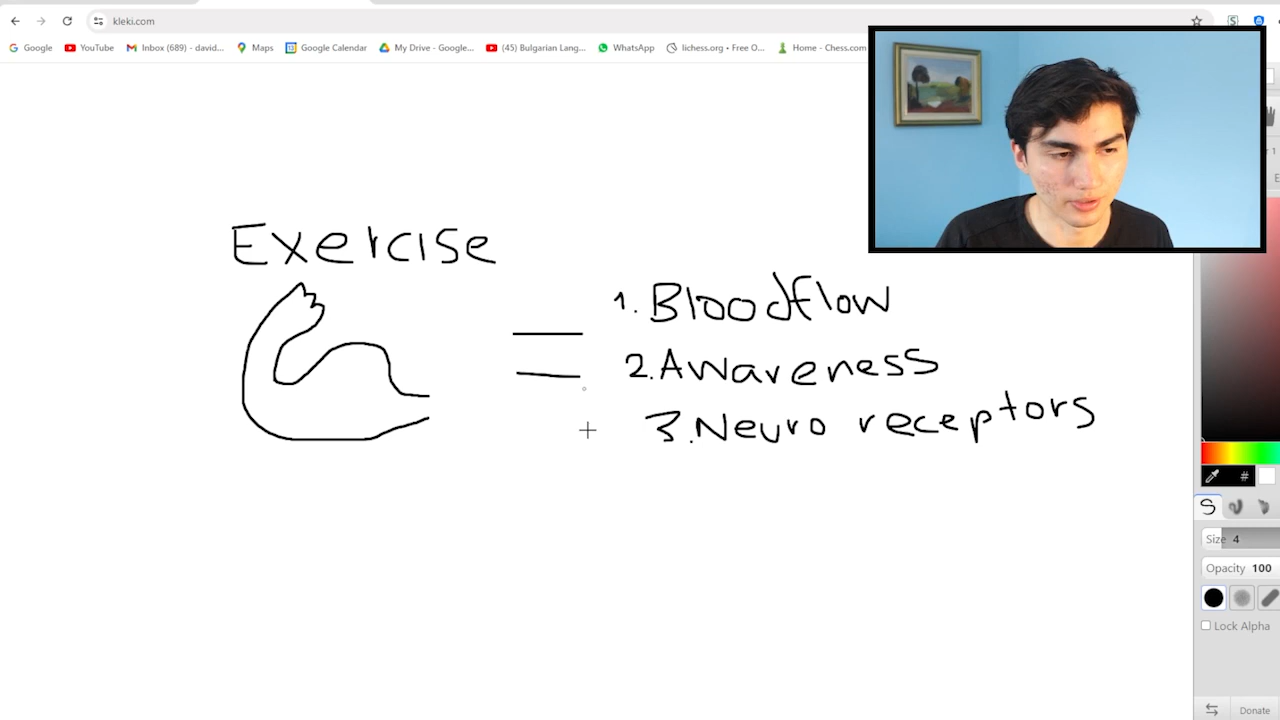 kleki.com
Google YouTube Inbox (689) - david... Maps Google Calendar My Drive - Google... (45) Bulgarian Lang... WhatsApp lichess.org • Free O... Home - Chess.com
Exercise
1. Bloodflow
2. Awareness
3. Neuro receptors
=
Size 4
Opacity 100
Lock Alpha
Donate